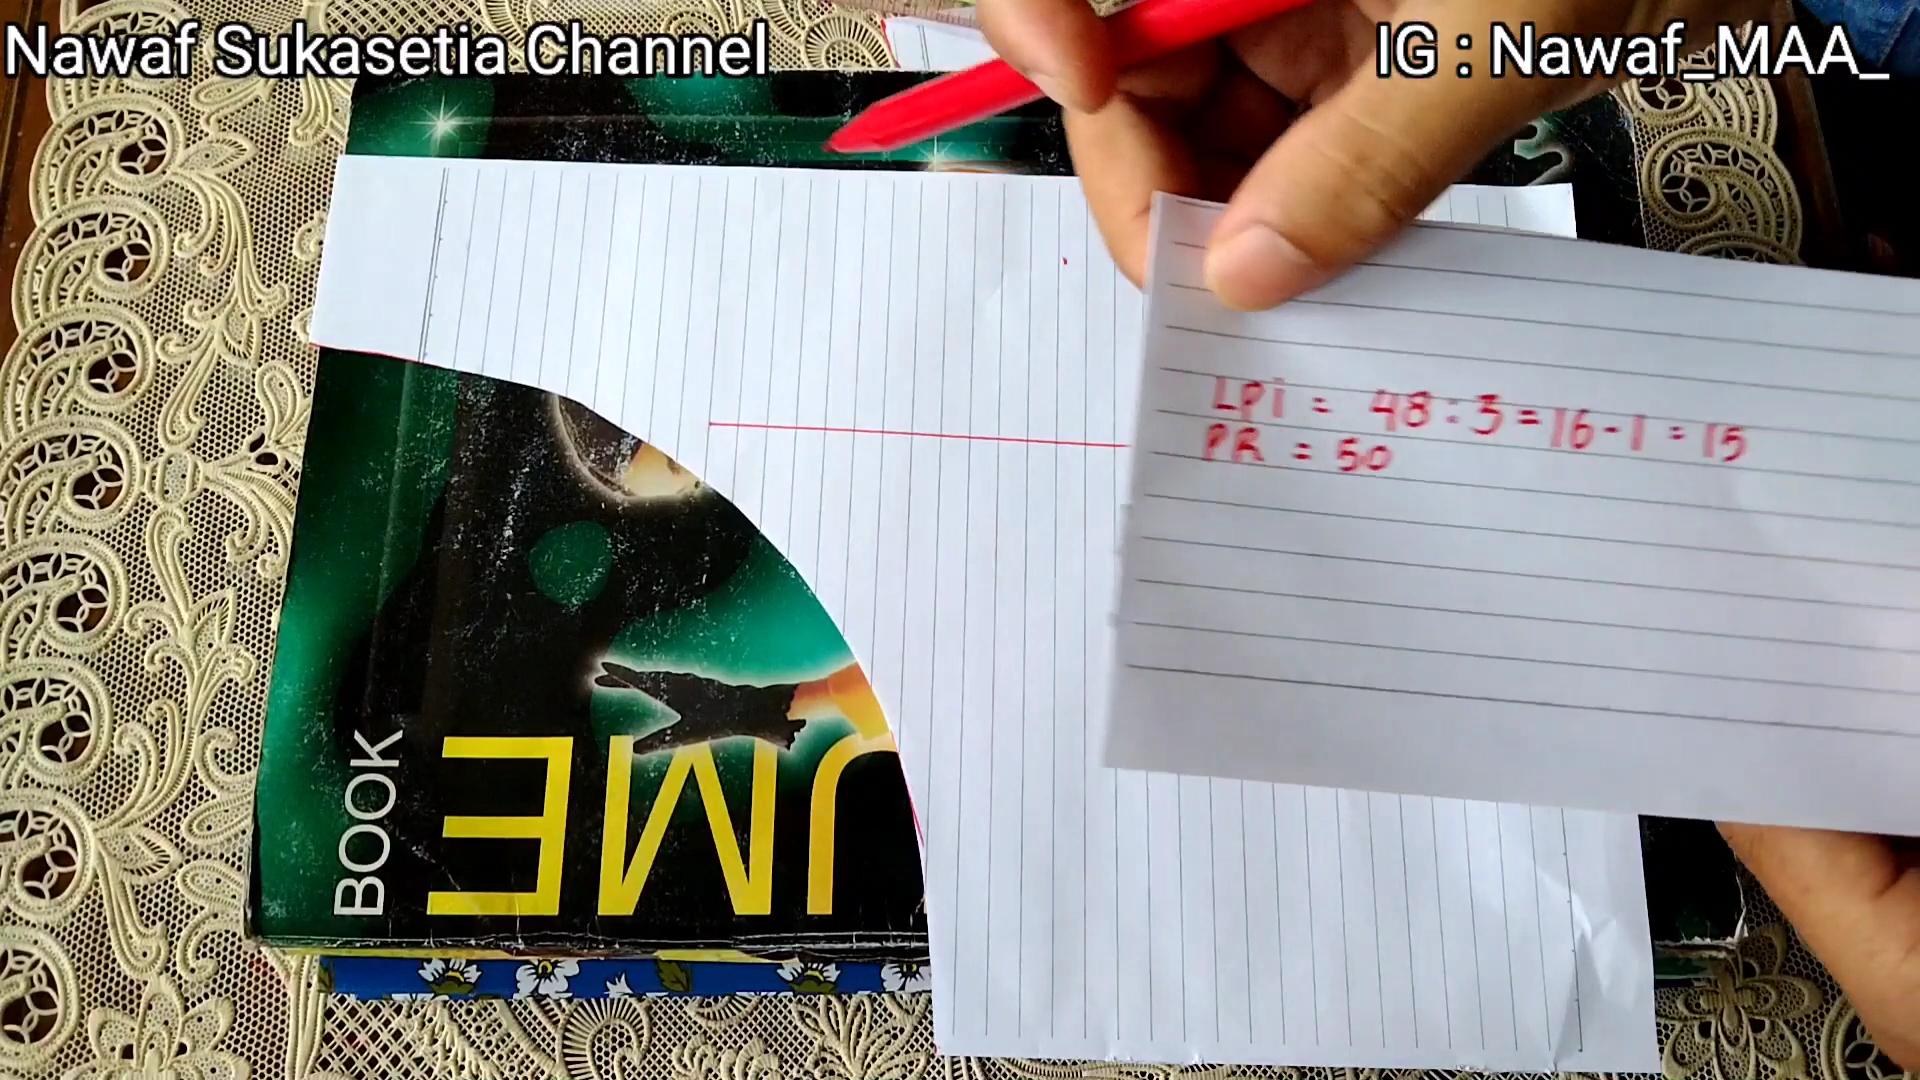 Nawaf Sukasetia Channel
IG : Nawaf_MAA_
LPi = 48 : 3 = 16 - 1 = 15
PR = 50
BOOK
UME